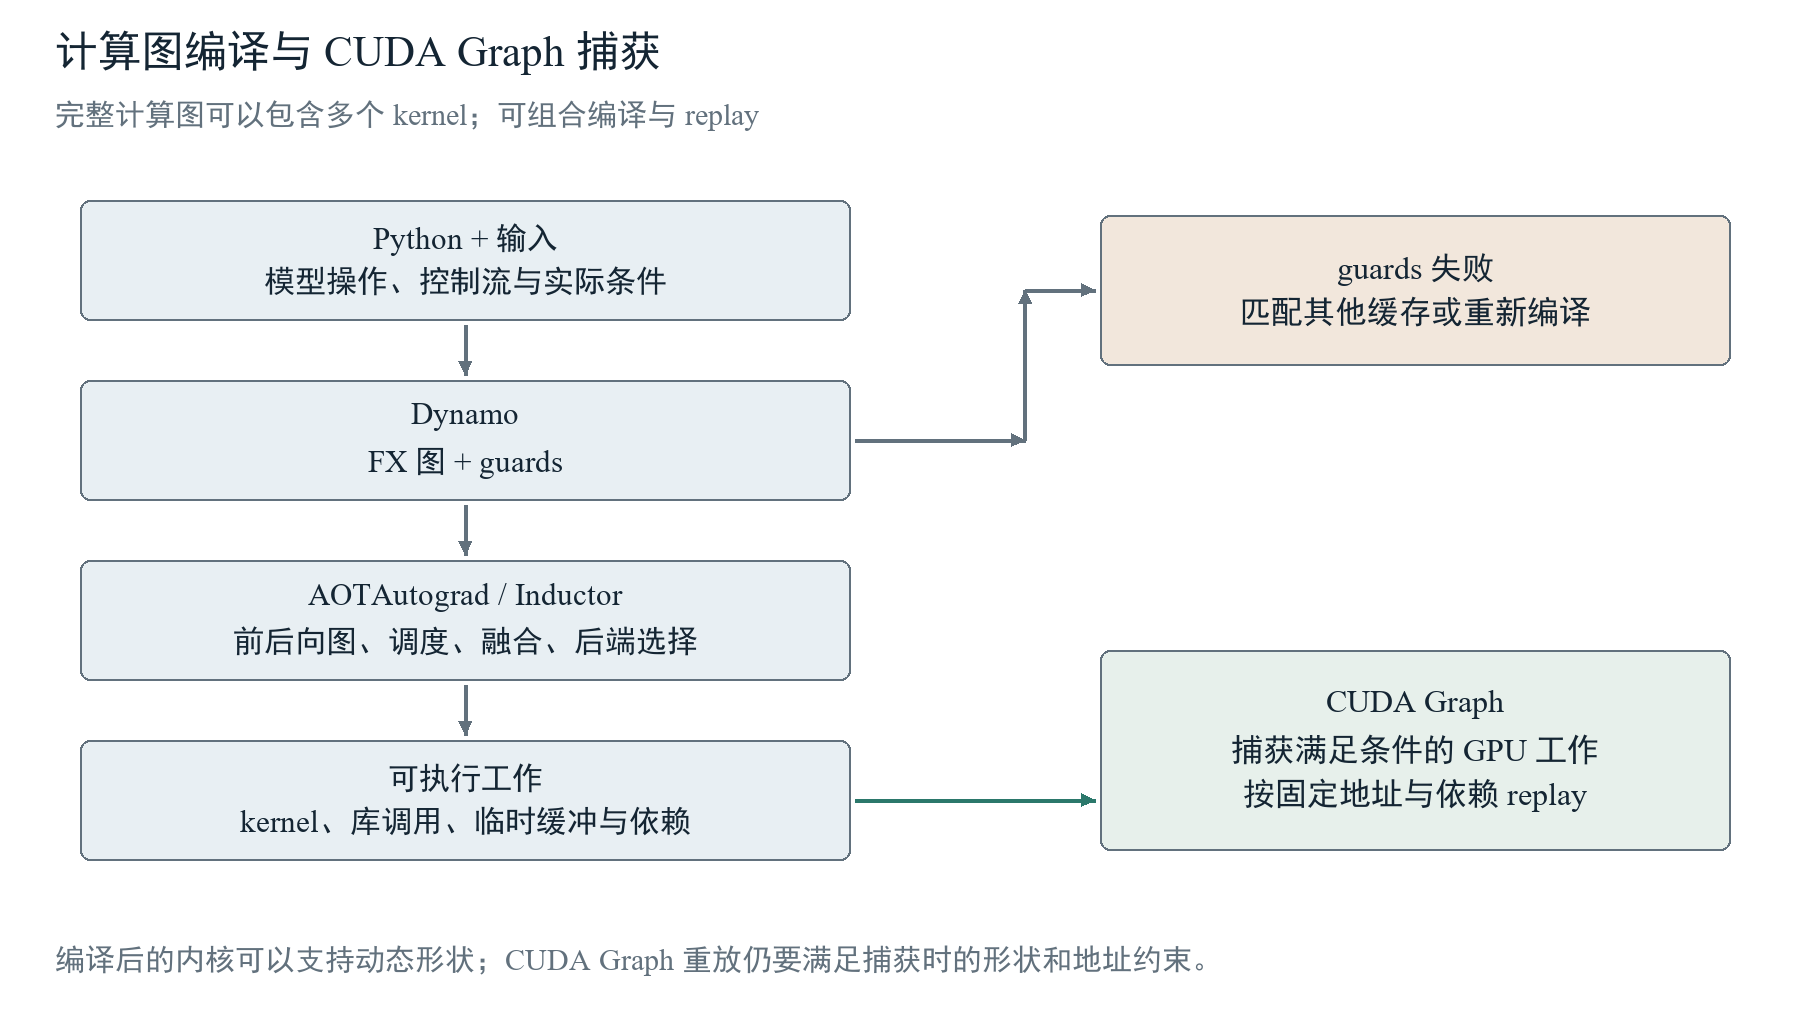 计算图编译与 CUDA Graph 捕获
完整计算图可以包含多个 kernel；可组合编译与 replay
Python + 输入
模型操作、控制流与实际条件
guards 失败
匹配其他缓存或重新编译
Dynamo
FX 图 + guards
AOTAutograd / Inductor
前后向图、调度、融合、后端选择
CUDA Graph
捕获满足条件的 GPU 工作
按固定地址与依赖 replay
可执行工作
kernel、库调用、临时缓冲与依赖
编译后的内核可以支持动态形状；CUDA Graph 重放仍要满足捕获时的形状和地址约束。